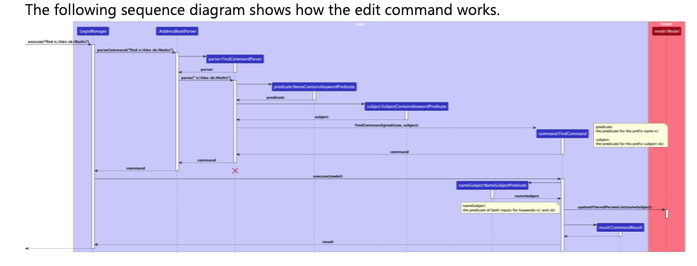 The following sequence diagram shows how the edit command works.
Logic
Model
LogicManager
AddressBookParser
model:Model
execute("find n/Alex sb/Maths")
parseCommand("find n/Alex sb/Maths")
parser:FindCommandParser
parser
parse(" n/Alex sb/Maths")
predicate:NameContainsKeywordPredicate
predicate
subject:SubjectContainsKeywordPredicate
subject
FindCommand(predicate, subject)
command:FindCommand
predicate:
the predicate for the prefix name n/
subject:
the predicate for the prefix subject sb/
command
command
command
execute(model)
nameSubject:NameSubjectPredicate
nameSubject
nameSubject:
the predicate of both inputs for keywords n/ and sb/
updateFilteredPersonList(nameSubject)
result:CommandResult
result